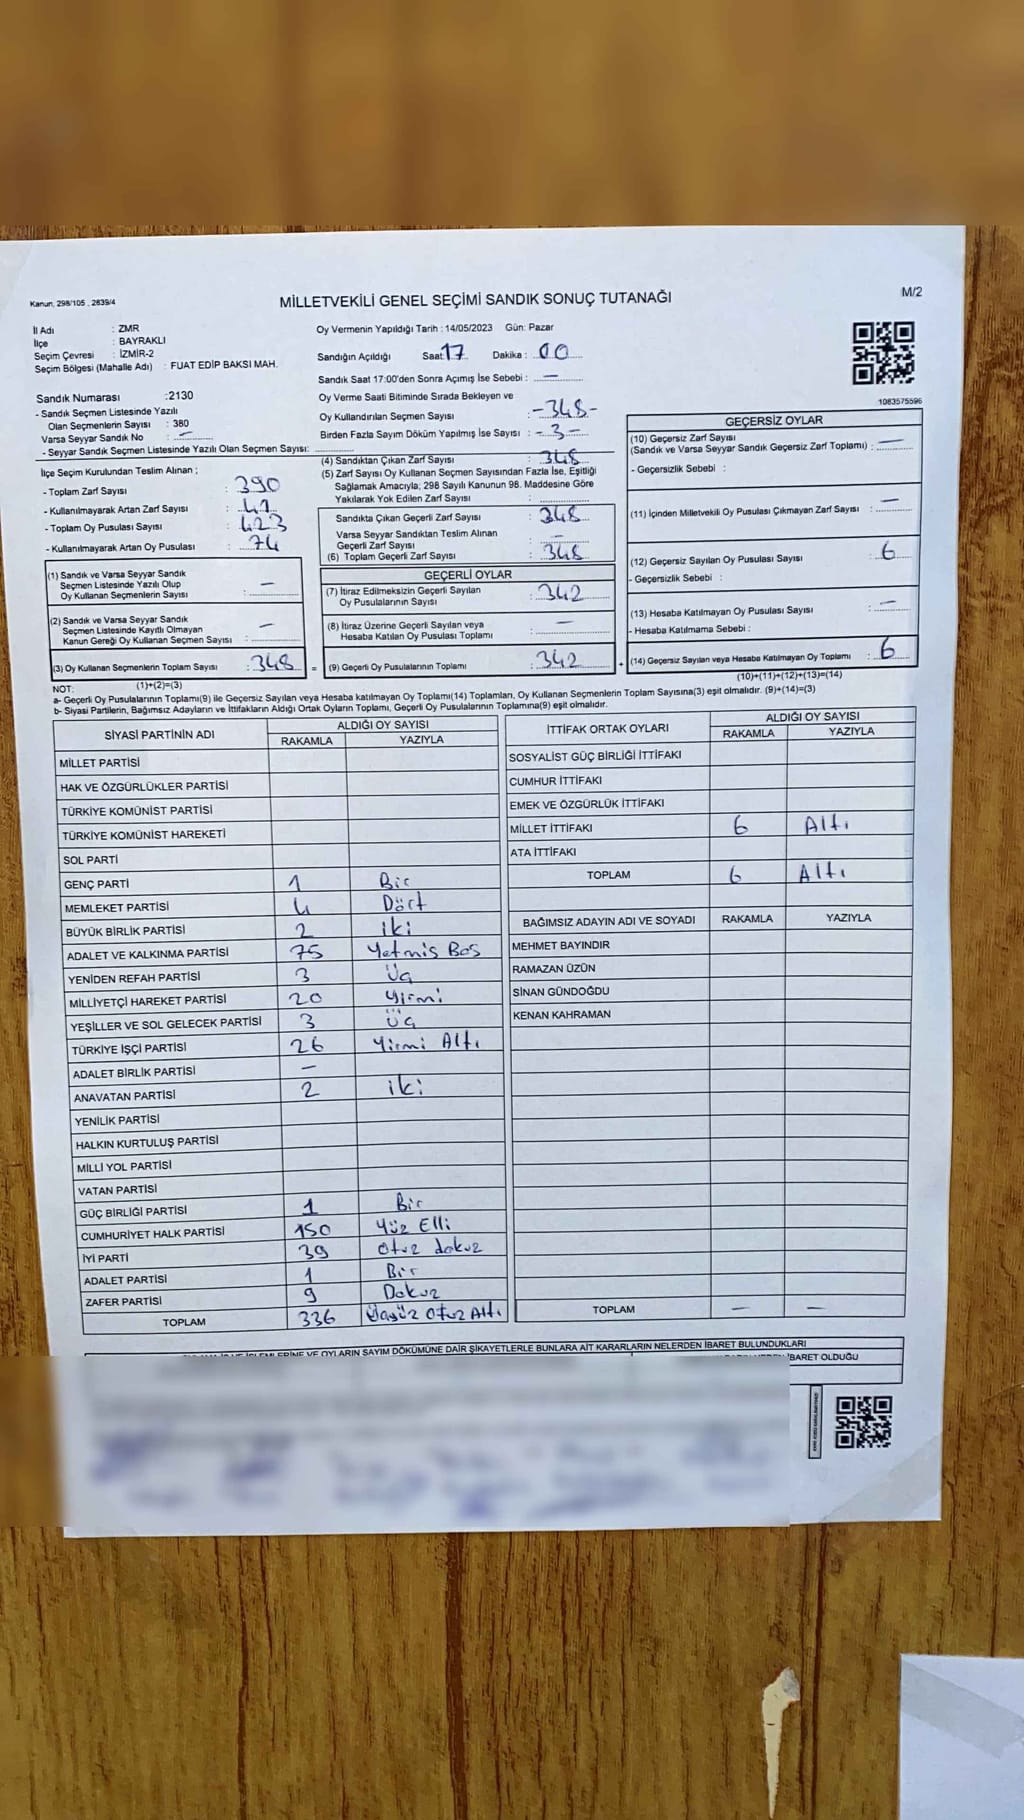 Kanun, 298/105 , 2839/4
MİLLETVEKİLİ GENEL SEÇİMİ SANDIK SONUÇ TUTANAĞI
M/2
İl Adı : ZMR
İlçe : BAYRAKLI
Seçim Çevresi : İZMİR-2
Seçim Bölgesi (Mahalle Adı) : FUAT EDİP BAKSI MAH.
Oy Vermenin Yapıldığı Tarih : 14/05/2023 Gün: Pazar
Sandığın Açıldığı Saat: 17 Dakika : 00
Sandık Saat 17:00'den Sonra Açımış İse Sebebi : —
Sandık Numarası :2130
- Sandık Seçmen Listesinde Yazılı
Olan Seçmenlerin Sayısı : 380
Varsa Seyyar Sandık No : —
- Seyyar Sandık Seçmen Listesinde Yazılı Olan Seçmen Sayısı:
Oy Verme Saati Bitiminde Sırada Bekleyen ve
Oy Kullandırılan Seçmen Sayısı : -348-
Birden Fazla Sayım Döküm Yapılmış İse Sayısı : -3-
1083575596
İlçe Seçim Kurulundan Teslim Alınan ;
- Toplam Zarf Sayısı : 390
- Kullanılmayarak Artan Zarf Sayısı : 41
- Toplam Oy Pusulası Sayısı : 423
- Kullanılmayarak Artan Oy Pusulası : 74
(4) Sandıktan Çıkan Zarf Sayısı : 348
(5) Zarf Sayısı Oy Kullanan Seçmen Sayısından Fazla İse, Eşitliği
Sağlamak Amacıyla; 298 Sayılı Kanunun 98. Maddesine Göre
Yakılarak Yok Edilen Zarf Sayısı :
Sandıkta Çıkan Geçerli Zarf Sayısı : 348
Varsa Seyyar Sandıktan Teslim Alınan
Geçerli Zarf Sayısı : —
(6) Toplam Geçerli Zarf Sayısı : 348
GEÇERSİZ OYLAR
(10) Geçersiz Zarf Sayısı
(Sandık ve Varsa Seyyar Sandık Geçersiz Zarf Toplamı) : —
- Geçersizlik Sebebi :
(11) İçinden Milletvekili Oy Pusulası Çıkmayan Zarf Sayısı : —
(12) Geçersiz Sayılan Oy Pusulası Sayısı : 6
- Geçersizlik Sebebi :
(13) Hesaba Katılmayan Oy Pusulası Sayısı : —
- Hesaba Katılmama Sebebi :
(14) Geçersiz Sayılan veya Hesaba Katılmayan Oy Toplamı : 6
(10)+(11)+(12)+(13)=(14)
(1) Sandık ve Varsa Seyyar Sandık
Seçmen Listesinde Yazılı Olup
Oy Kullanan Seçmenlerin Sayısı : —
(2) Sandık ve Varsa Seyyar Sandık
Seçmen Listesinde Kayıtlı Olmayan
Kanun Gereği Oy Kullanan Seçmen Sayısı : —
(3) Oy Kullanan Seçmenlerin Toplam Sayısı : 348 =
(1)+(2)=(3)
GEÇERLİ OYLAR
(7) İtiraz Edilmeksizin Geçerli Sayılan
Oy Pusulalarının Sayısı : 342
(8) İtiraz Üzerine Geçerli Sayılan veya
Hesaba Katılan Oy Pusulası Toplamı : —
(9) Geçerli Oy Pusulalarının Toplamı : 342 +
NOT:
a- Geçerli Oy Pusulalarının Toplamı(9) ile Geçersiz Sayılan veya Hesaba katılmayan Oy Toplamı(14) Toplamları, Oy Kullanan Seçmenlerin Toplam Sayısına(3) eşit olmalıdır. (9)+(14)=(3)
b- Siyasi Partilerin, Bağımsız Adayların ve İttifakların Aldığı Ortak Oyların Toplamı, Geçerli Oy Pusulalarının Toplamına(9) eşit olmalıdır.
SİYASİ PARTİNİN ADI ALDIĞI OY SAYISI
RAKAMLA YAZIYLA
MİLLET PARTİSİ
HAK VE ÖZGÜRLÜKLER PARTİSİ
TÜRKİYE KOMÜNİST PARTİSİ
TÜRKİYE KOMÜNİST HAREKETİ
SOL PARTİ
GENÇ PARTİ 1 Bir
MEMLEKET PARTİSİ 4 Dört
BÜYÜK BİRLİK PARTİSİ 2 iki
ADALET VE KALKINMA PARTİSİ 75 Yetmiş Beş
YENİDEN REFAH PARTİSİ 3 Üç
MİLLİYETÇİ HAREKET PARTİSİ 20 Yirmi
YEŞİLLER VE SOL GELECEK PARTİSİ 3 Üç
TÜRKİYE İŞÇİ PARTİSİ 26 Yirmi Altı
ADALET BİRLİK PARTİSİ —
ANAVATAN PARTİSİ 2 iki
YENİLİK PARTİSİ
HALKIN KURTULUŞ PARTİSİ
MİLLİ YOL PARTİSİ
VATAN PARTİSİ
GÜÇ BİRLİĞİ PARTİSİ 1 Bir
CUMHURİYET HALK PARTİSİ 150 Yüz Elli
İYİ PARTİ 39 otuz dokuz
ADALET PARTİSİ 1 Bir
ZAFER PARTİSİ 9 Dokuz
TOPLAM 336 Üçyüz Otuz Altı
İTTİFAK ORTAK OYLARI ALDIĞI OY SAYISI
RAKAMLA YAZIYLA
SOSYALİST GÜÇ BİRLİĞİ İTTİFAKI
CUMHUR İTTİFAKI
EMEK VE ÖZGÜRLÜK İTTİFAKI
MİLLET İTTİFAKI 6 Altı
ATA İTTİFAKI
TOPLAM 6 Altı
BAĞIMSIZ ADAYIN ADI VE SOYADI RAKAMLA YAZIYLA
MEHMET BAYINDIR
RAMAZAN ÜZÜN
SİNAN GÜNDOĞDU
KENAN KAHRAMAN
TOPLAM — —
VE OYLARIN SAYIM DÖKÜMÜNE DAİR ŞİKAYETLERLE BUNLARA AİT KARARLARIN NELERDEN İBARET BULUNDUKLARI
İBARET OLDUĞU